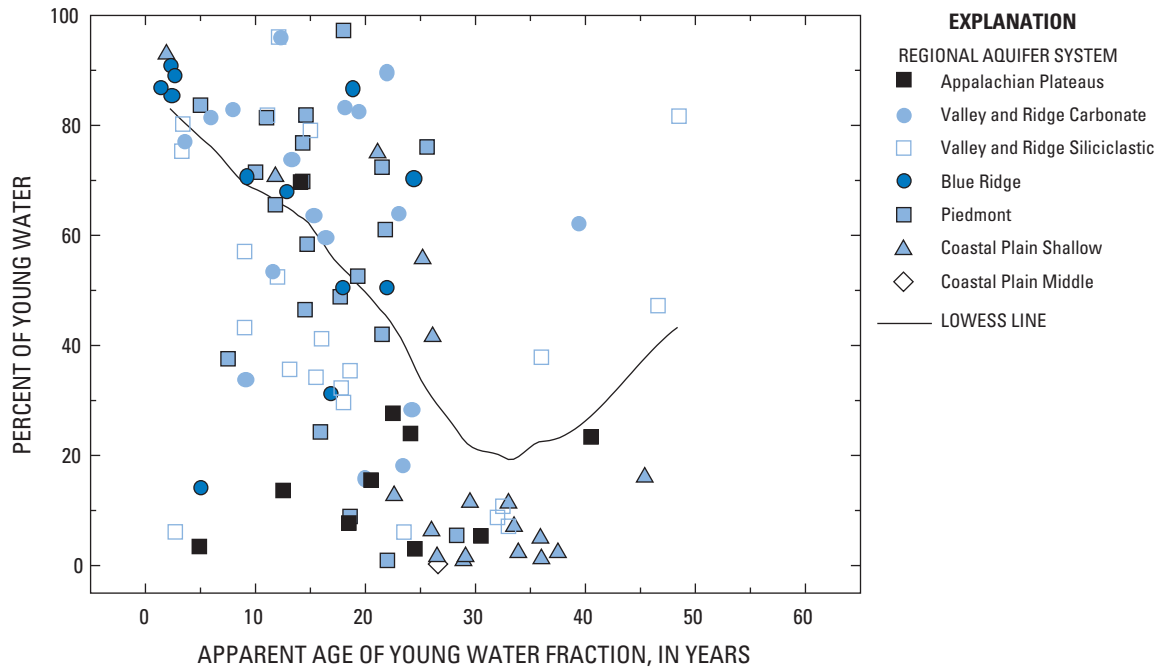 100
80
60
40
20
0
PERCENT OF YOUNG WATER
0 10 20 30 40 50 60
APPARENT AGE OF YOUNG WATER FRACTION, IN YEARS
EXPLANATION
REGIONAL AQUIFER SYSTEM
Appalachian Plateaus
Valley and Ridge Carbonate
Valley and Ridge Siliciclastic
Blue Ridge
Piedmont
Coastal Plain Shallow
Coastal Plain Middle
LOWESS LINE